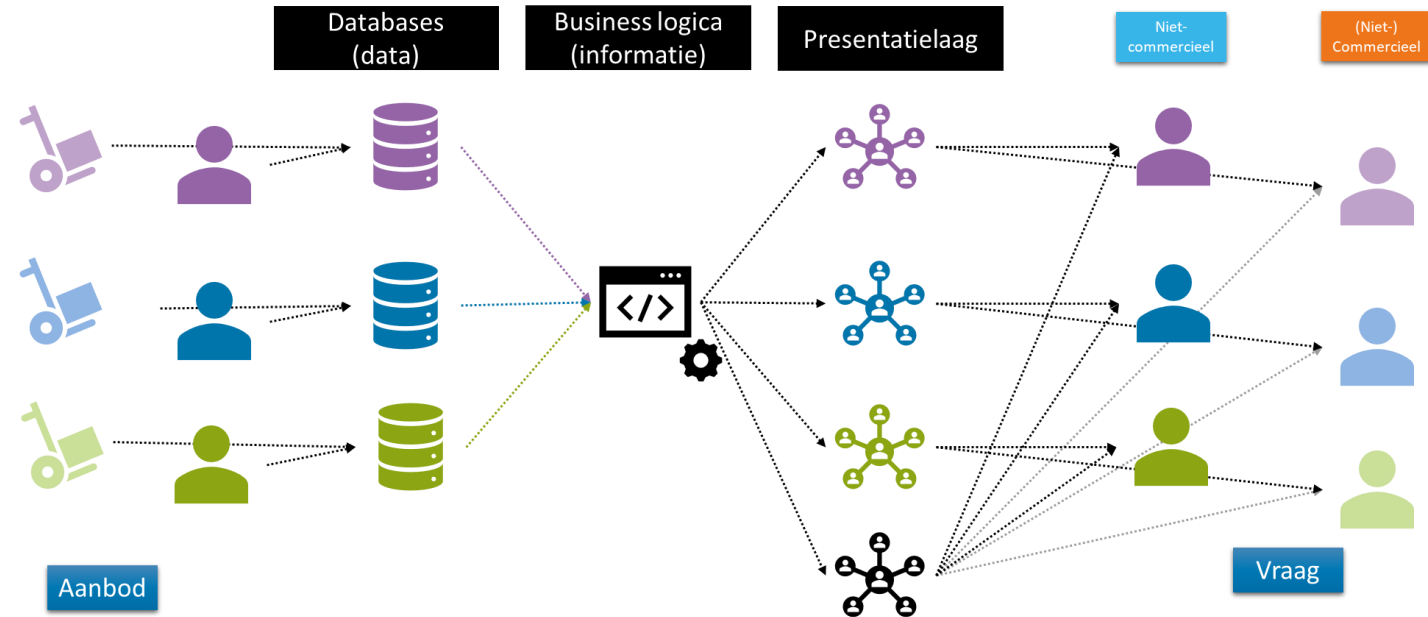 Databases
(data)
Business logica
(informatie)
Presentatielaag
Niet-
commercieel
(Niet-)
Commercieel
</>
Aanbod
Vraag